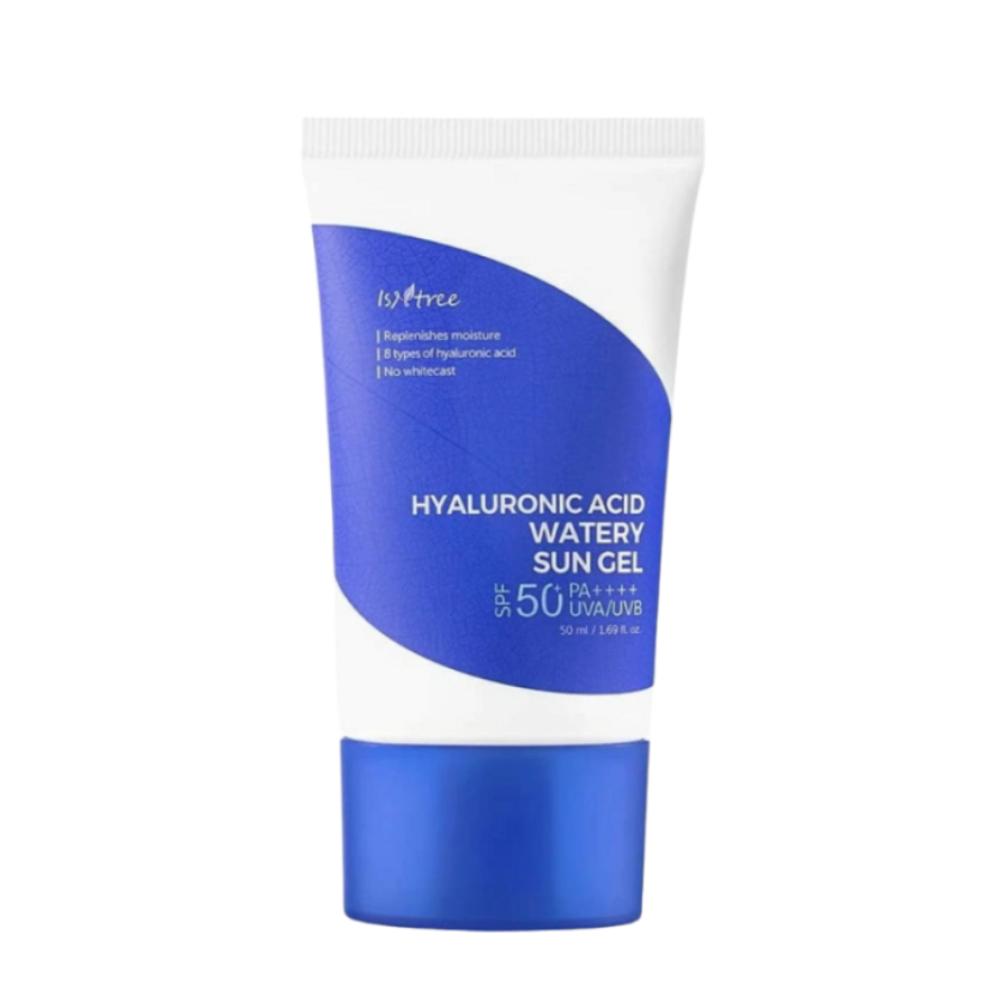 Isntree
| Replenishes moisture
| 8 types of hyaluronic acid
| No whitecast
HYALURONIC ACID
WATERY
SUN GEL
SPF 50+ PA++++
UVA/UVB
50 ml / 1.69 fl. oz.